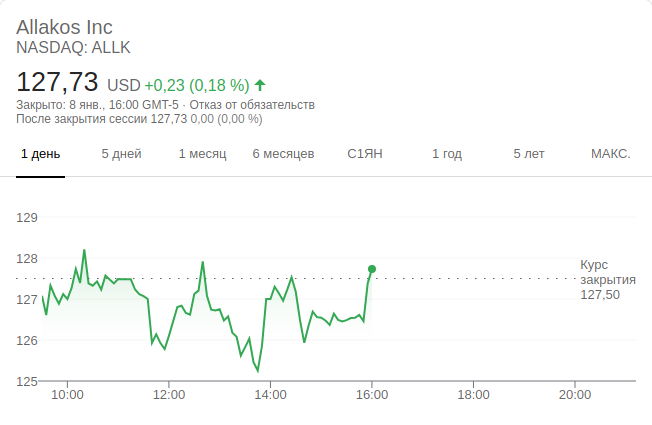 Allakos Inc
NASDAQ: ALLK
127,73 USD +0,23 (0,18 %)
Закрыто: 8 янв., 16:00 GMT-5 · Отказ от обязательств
После закрытия сессии 127,73 0,00 (0,00 %)
1 день 5 дней 1 месяц 6 месяцев С1ЯН 1 год 5 лет МАКС.
129
128
127
126
125
Курс
закрытия
127,50
10:00 12:00 14:00 16:00 18:00 20:00